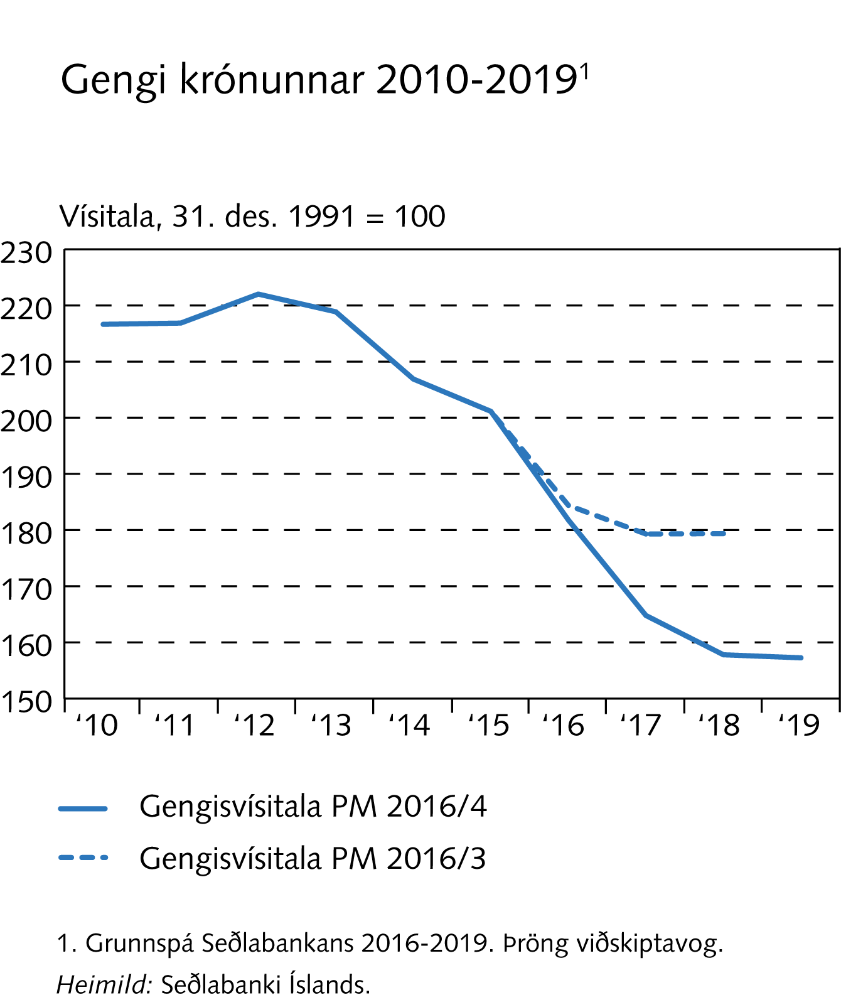 Gengi krónunnar 2010-2019¹
Vísitala, 31. des. 1991 = 100
230
220
210
200
190
180
170
160
150
‘10 ‘11 ‘12 ‘13 ‘14 ‘15 ‘16 ‘17 ‘18 ‘19
Gengisvísitala PM 2016/4
Gengisvísitala PM 2016/3
1. Grunnspá Seðlabankans 2016-2019. Þröng viðskiptavog.
Heimild: Seðlabanki Íslands.